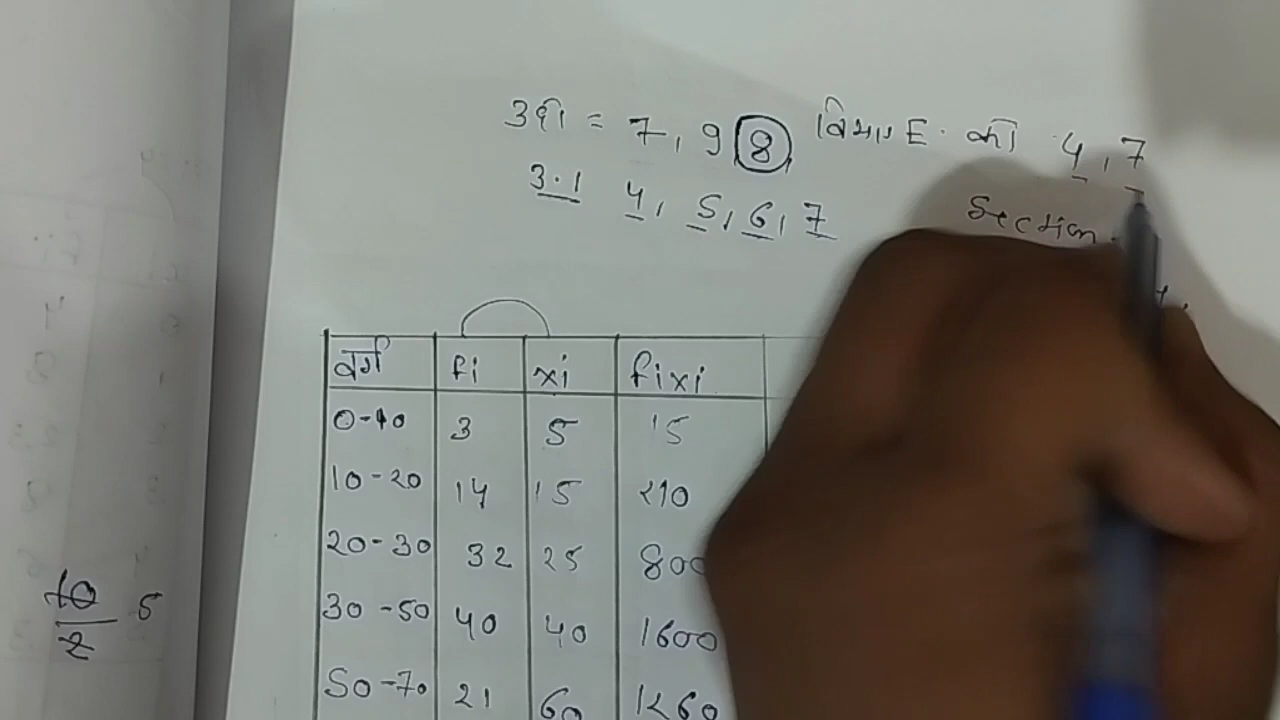 उदा = 7, 9 8, विभाग E. का 4, 7
3.1 4, 5, 6, 7
Section
वर्ग fi xi fixi
0-10 3 5 15
10-20 14 15 210
20-30 32 25 800
30-50 40 40 1600
50-70 21 60 1260
10/2 5